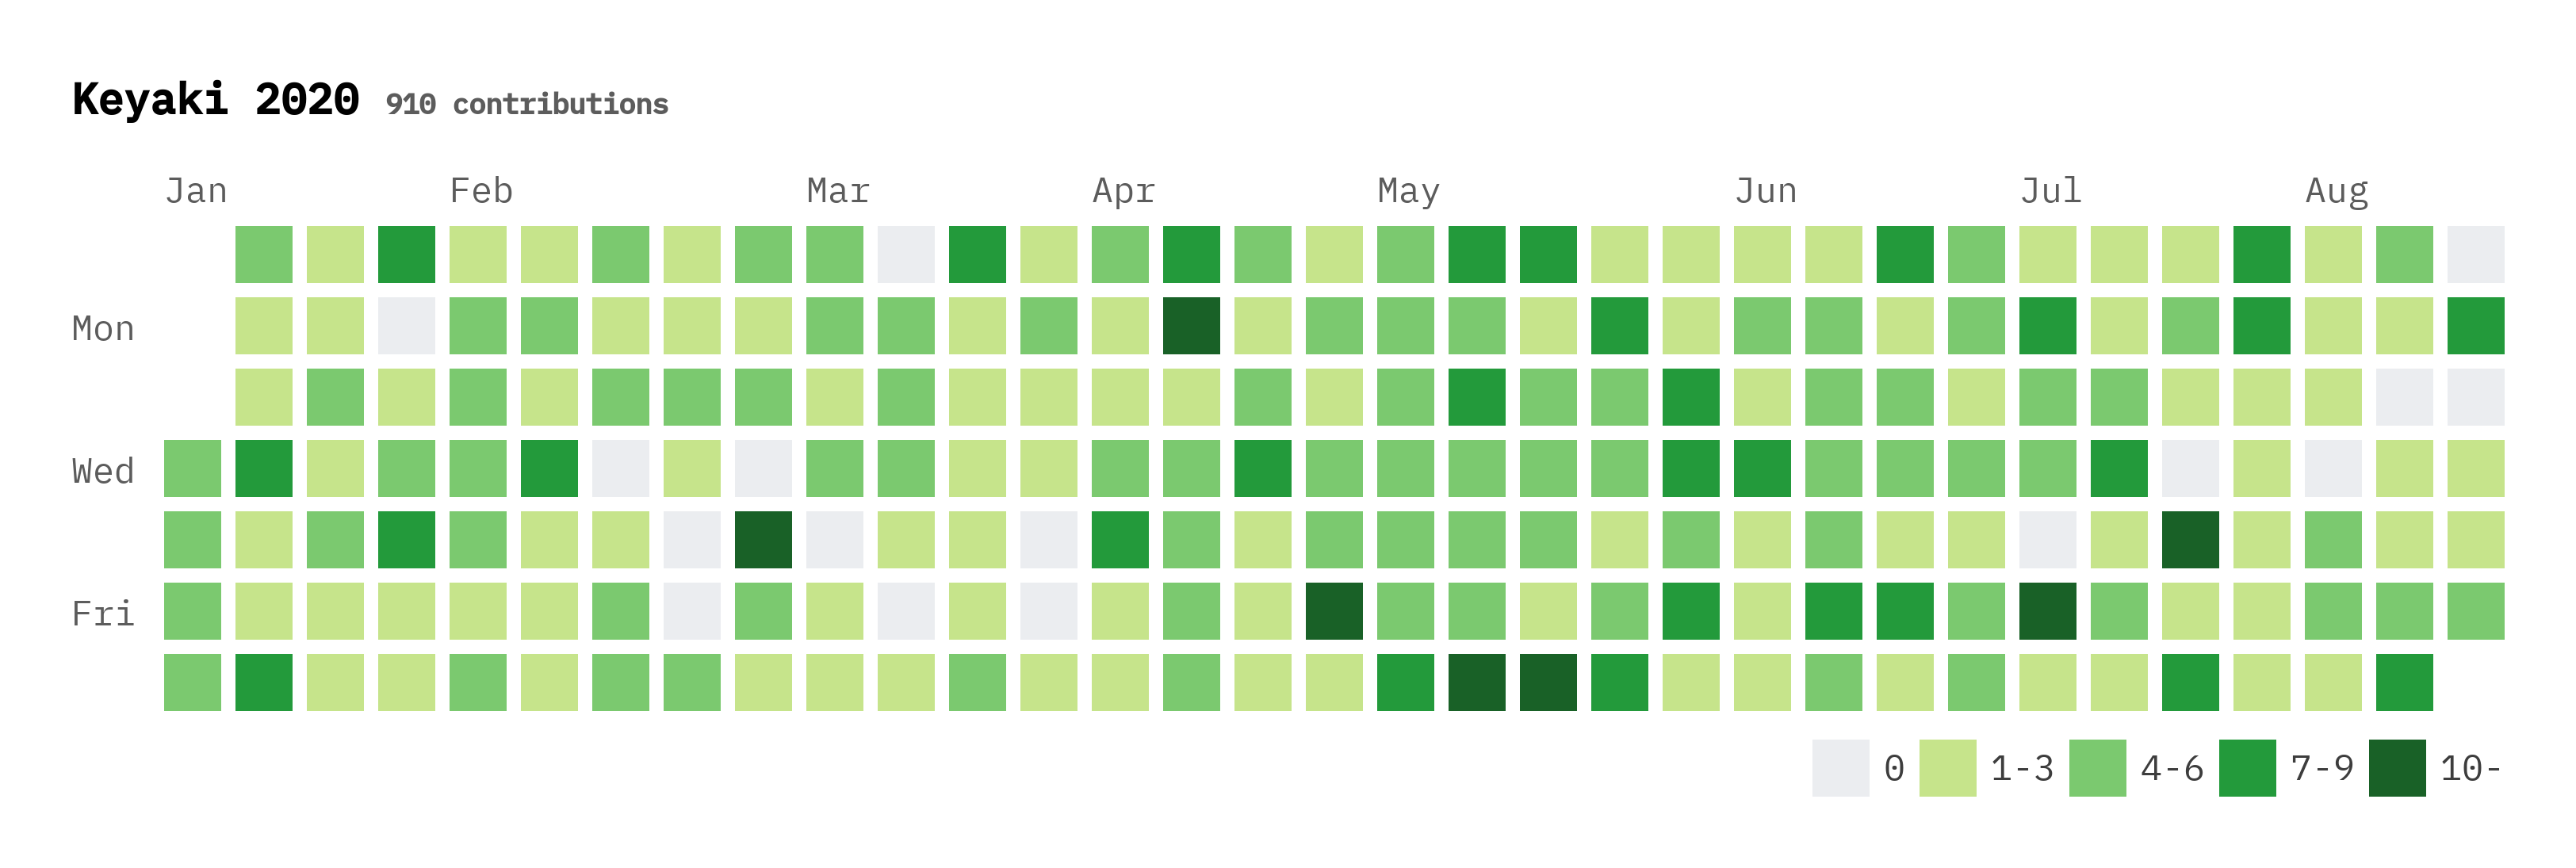 Keyaki 2020 910 contributions
Jan Feb Mar Apr May Jun Jul Aug
Mon
Wed
Fri
0 1-3 4-6 7-9 10-